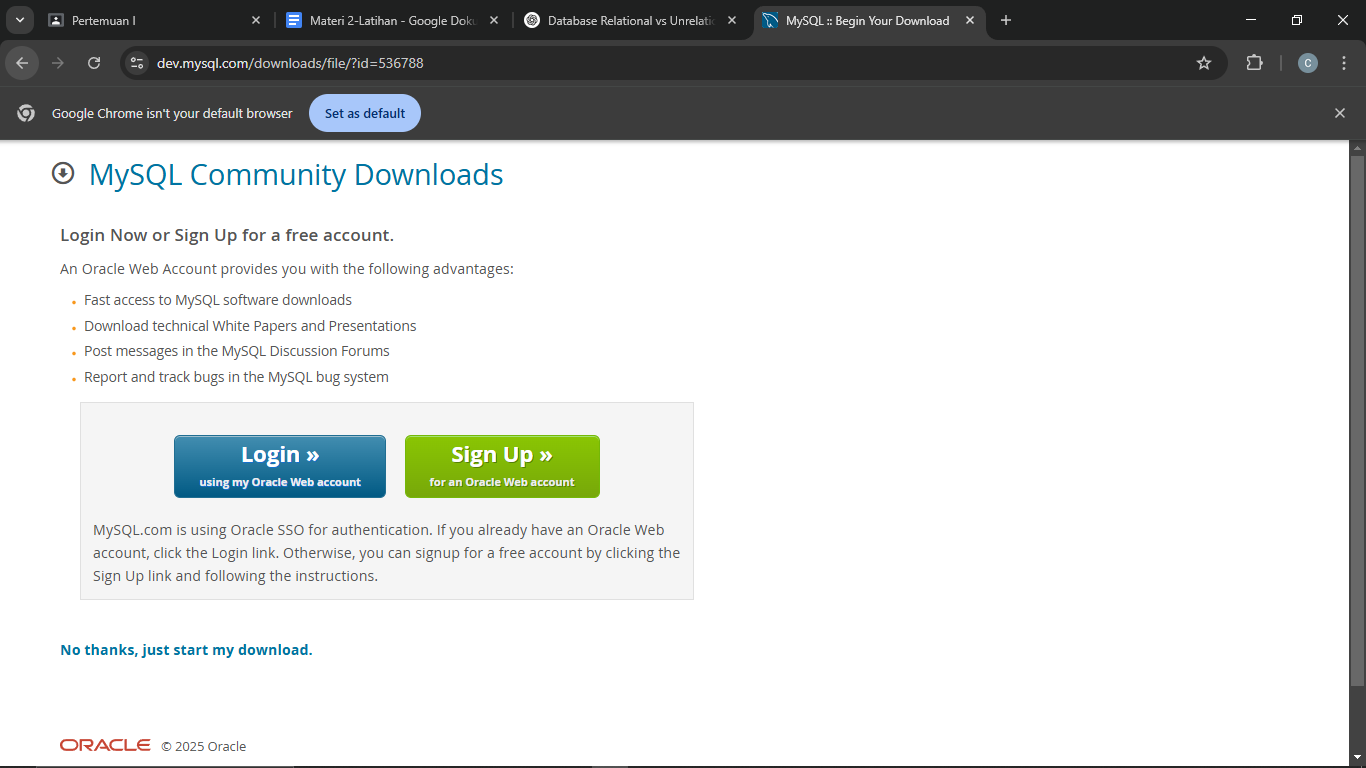 Pertemuan I
Materi 2-Latihan - Google Doku
Database Relational vs Unrelatio
MySQL :: Begin Your Download
dev.mysql.com/downloads/file/?id=536788
C
Google Chrome isn't your default browser
Set as default
MySQL Community Downloads
Login Now or Sign Up for a free account.
An Oracle Web Account provides you with the following advantages:
Fast access to MySQL software downloads
Download technical White Papers and Presentations
Post messages in the MySQL Discussion Forums
Report and track bugs in the MySQL bug system
Login »
using my Oracle Web account
Sign Up »
for an Oracle Web account
MySQL.com is using Oracle SSO for authentication. If you already have an Oracle Web
account, click the Login link. Otherwise, you can signup for a free account by clicking the
Sign Up link and following the instructions.
No thanks, just start my download.
ORACLE © 2025 Oracle